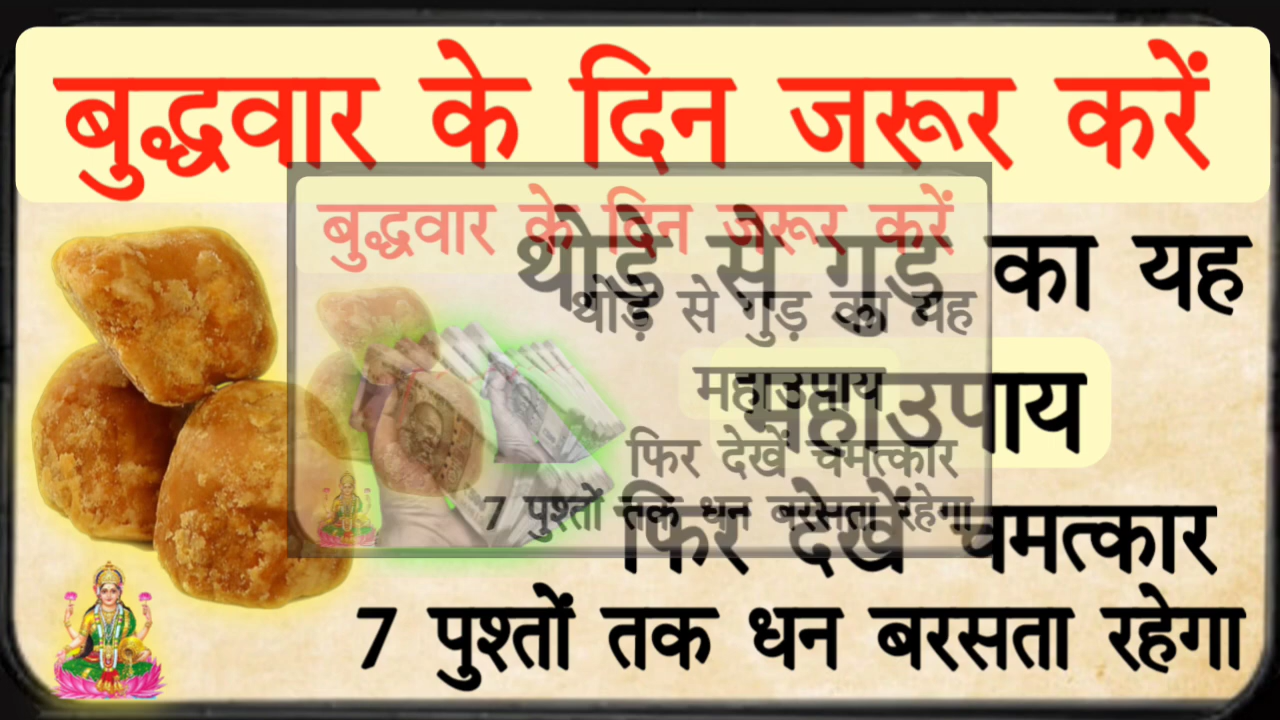 बुद्धवार के दिन जरूर करें
थोड़े से गुड़ का यह
महाउपाय
फिर देखें चमत्कार
7 पुश्तों तक धन बरसता रहेगा
बुद्धवार के दिन जरूर करें
थोड़े से गुड़ का यह
महाउपाय
फिर देखें चमत्कार
7 पुश्तों तक धन बरसता रहेगा